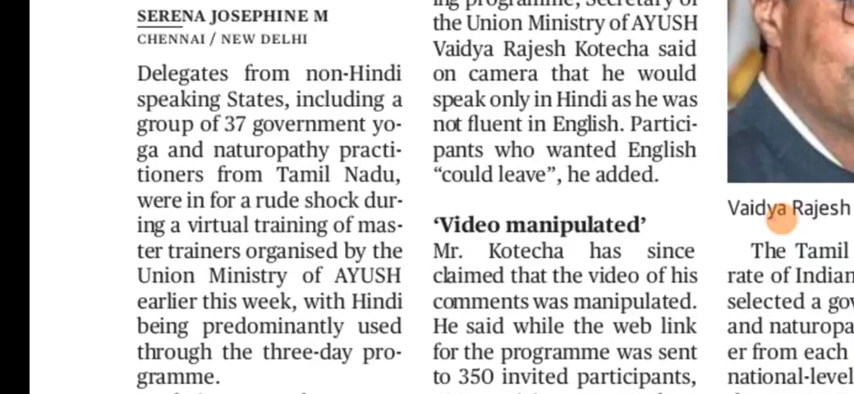 SERENA JOSEPHINE M
CHENNAI / NEW DELHI
Delegates from non-Hindi
speaking States, including a
group of 37 government yo-
ga and naturopathy practi-
tioners from Tamil Nadu,
were in for a rude shock dur-
ing a virtual training of mas-
ter trainers organised by the
Union Ministry of AYUSH
earlier this week, with Hindi
being predominantly used
through the three-day pro-
gramme.
ing programme, Secretary of
the Union Ministry of AYUSH
Vaidya Rajesh Kotecha said
on camera that he would
speak only in Hindi as he was
not fluent in English. Partici-
pants who wanted English
“could leave”, he added.
‘Video manipulated’
Mr. Kotecha has since
claimed that the video of his
comments was manipulated.
He said while the web link
for the programme was sent
to 350 invited participants,
Vaidya Rajesh
The Tamil
rate of Indian
selected a gov
and naturopa
er from each
national-level